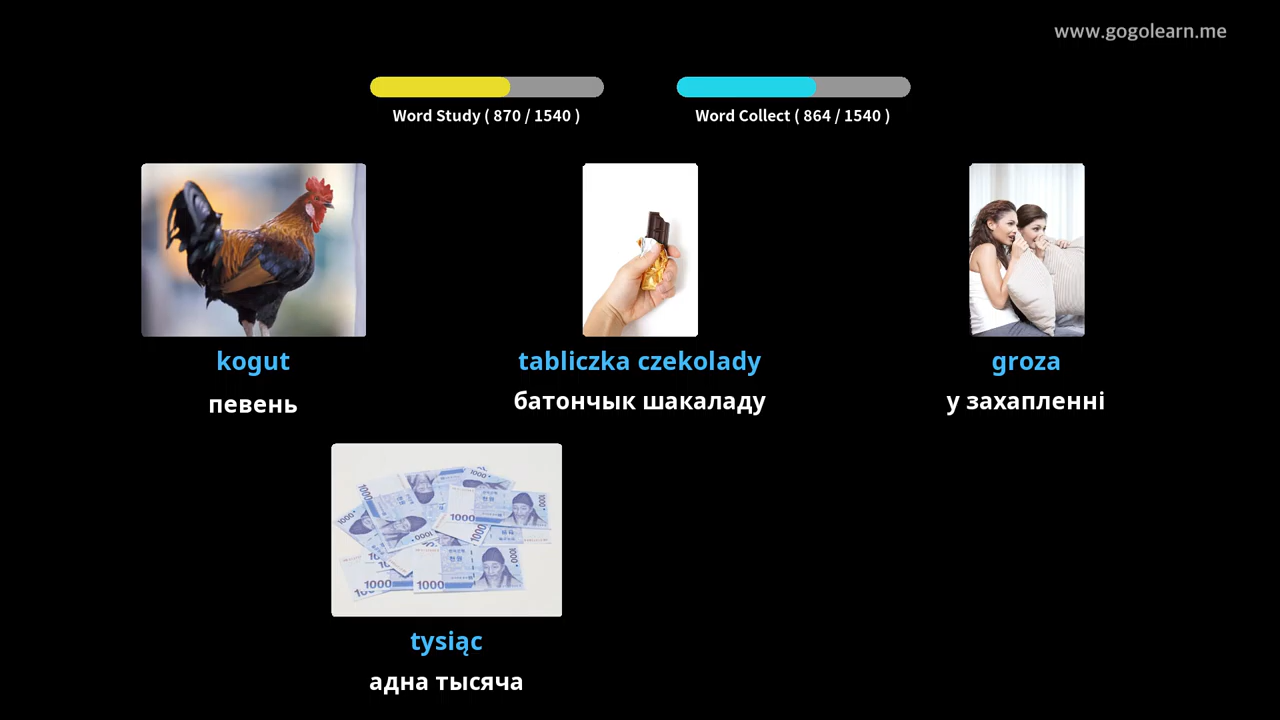 www.gogolearn.me
Word Study ( 870 / 1540 )
Word Collect ( 864 / 1540 )
kogut
певень
tabliczka czekolady
батончык шакаладу
groza
у захапленні
tysiąc
адна тысяча